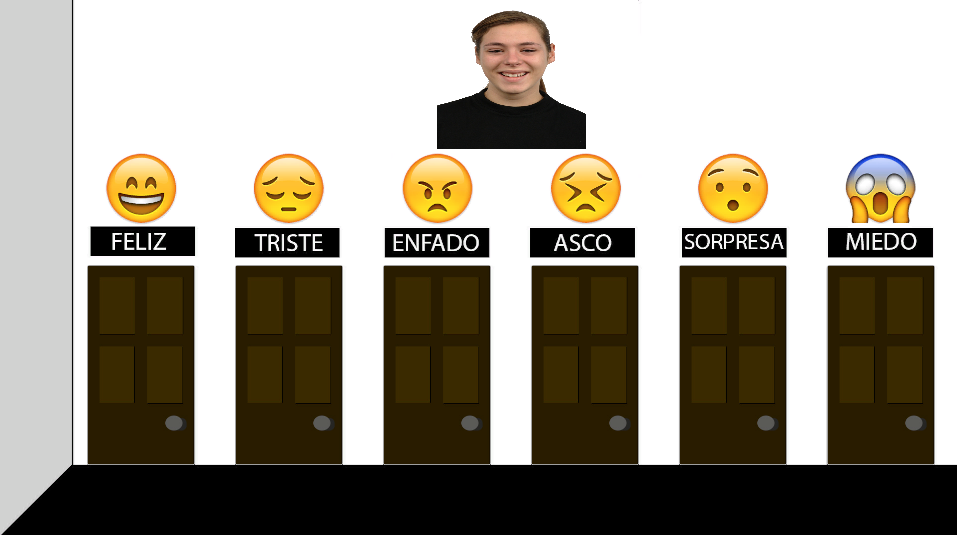 FELIZ
TRISTE
ENFADO
ASCO
SORPRESA
MIEDO